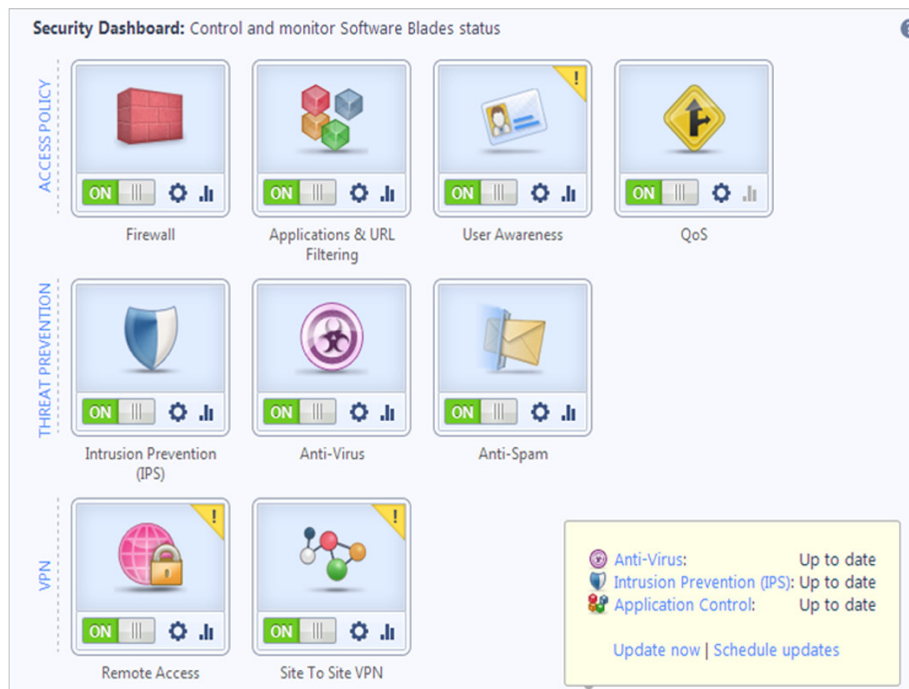 Security Dashboard: Control and monitor Software Blades status
ACCESS POLICY
!
ON ON ON ON
Firewall Applications & URL User Awareness QoS
Filtering
THREAT PREVENTION
ON ON ON
Intrusion Prevention Anti-Virus Anti-Spam
(IPS)
VPN
! !
ON ON
Remote Access Site To Site VPN
Anti-Virus: Up to date
Intrusion Prevention (IPS): Up to date
Application Control: Up to date
Update now | Schedule updates